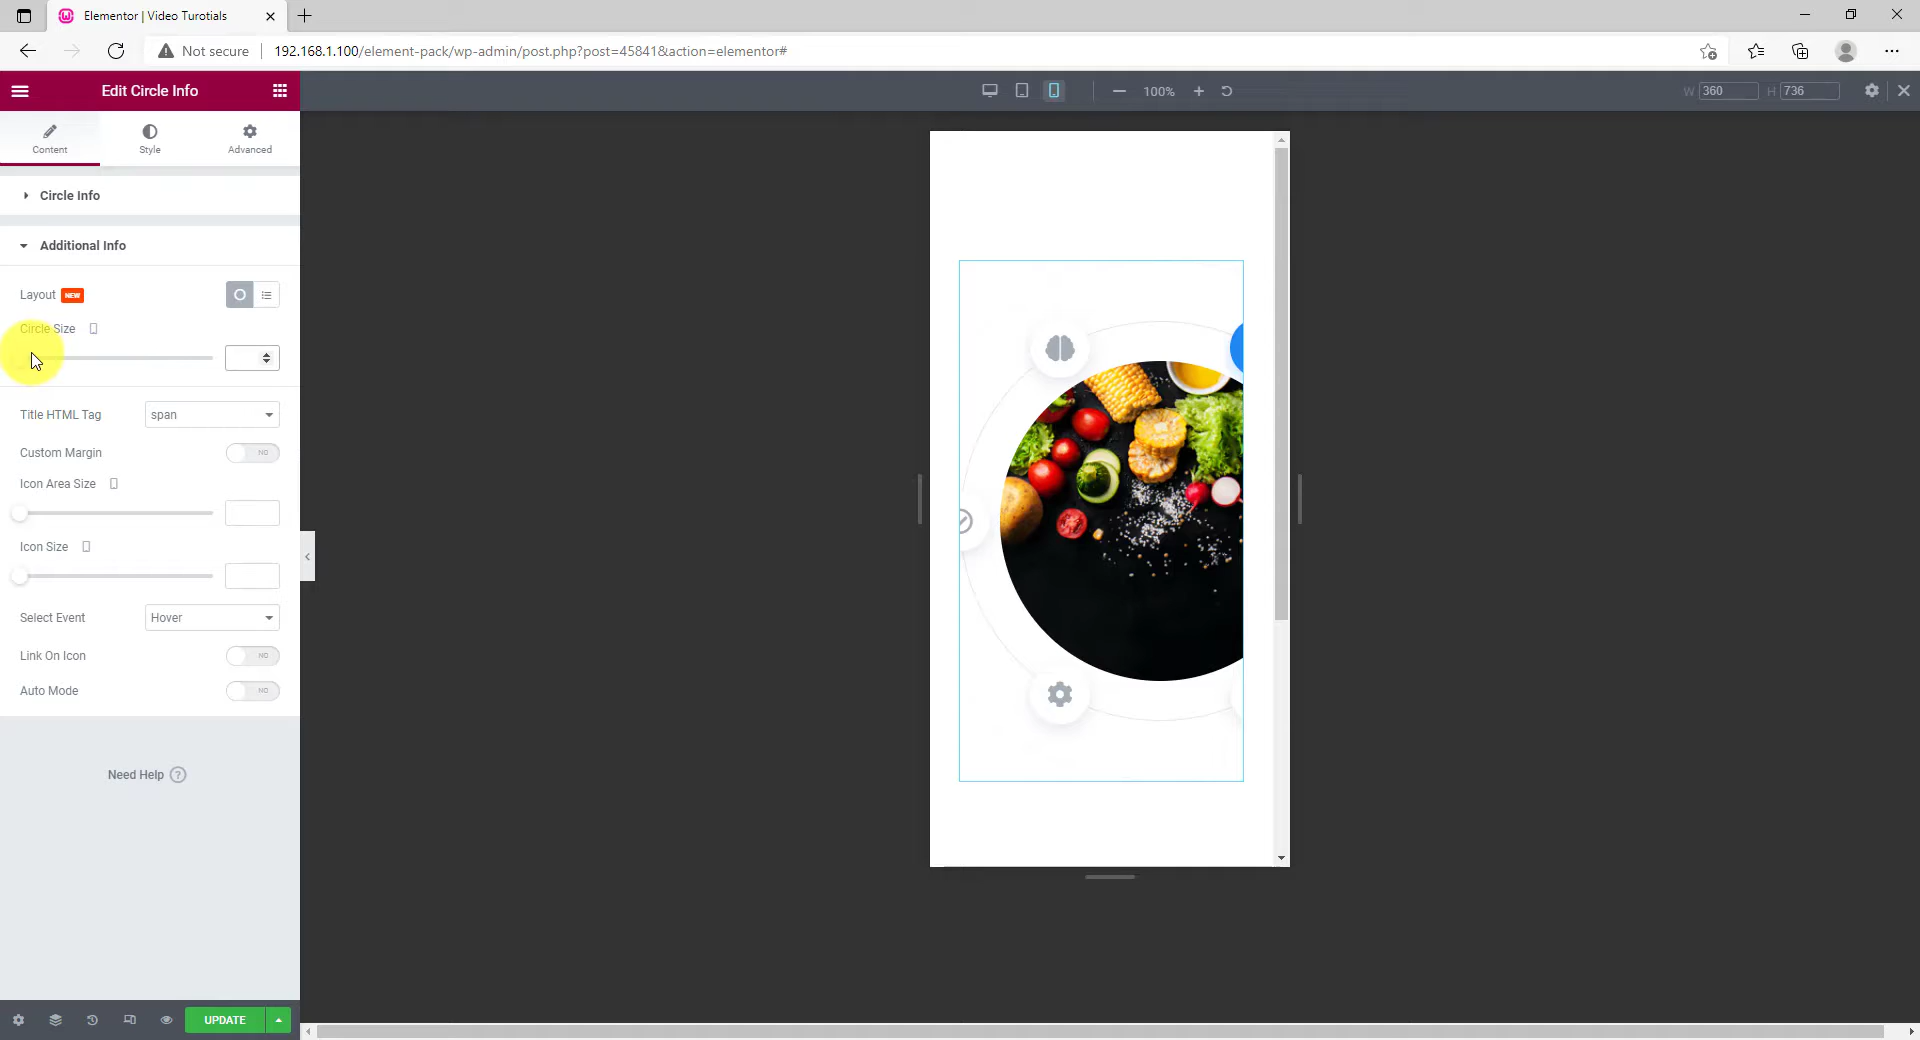 Elementor | Video Turotials
Not secure
192.168.1.100/element-pack/wp-admin/post.php?post=45841&action=elementor#
Edit Circle Info
100%
W 360
H 736
Content
Style
Advanced
Circle Info
Additional Info
Layout NEW
Circle Size
Title HTML Tag
span
Custom Margin
NO
Icon Area Size
Icon Size
Select Event
Hover
Link On Icon
NO
Auto Mode
NO
Need Help ?
UPDATE